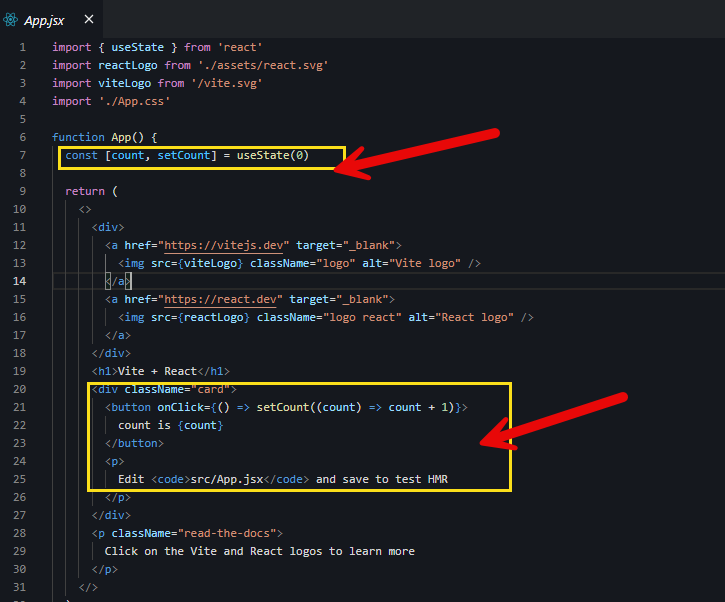 App.jsx
1 import { useState } from 'react'
2 import reactLogo from './assets/react.svg'
3 import viteLogo from '/vite.svg'
4 import './App.css'
5
6 function App() {
7 const [count, setCount] = useState(0)
8
9 return (
10 <>
11 <div>
12 <a href="https://vitejs.dev" target="_blank">
13 <img src={viteLogo} className="logo" alt="Vite logo" />
14 </a>
15 <a href="https://react.dev" target="_blank">
16 <img src={reactLogo} className="logo react" alt="React logo" />
17 </a>
18 </div>
19 <h1>Vite + React</h1>
20 <div className="card">
21 <button onClick={() => setCount((count) => count + 1)}>
22 count is {count}
23 </button>
24 <p>
25 Edit <code>src/App.jsx</code> and save to test HMR
26 </p>
27 </div>
28 <p className="read-the-docs">
29 Click on the Vite and React logos to learn more
30 </p>
31 </>